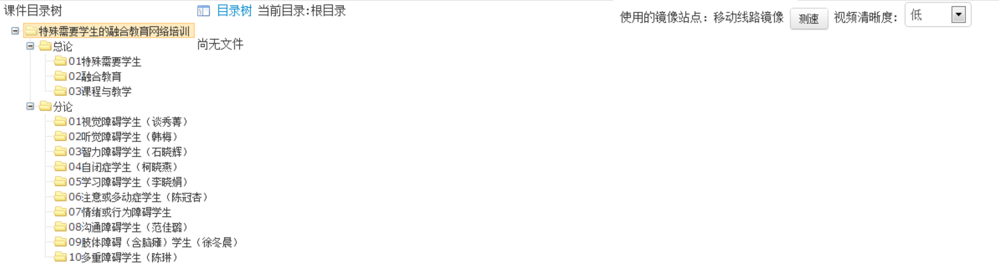 课件目录树
目录树 当前目录:根目录
使用的镜像站点：移动线路镜像 测速 视频清晰度： 低
特殊需要学生的融合教育网络培训
尚无文件
总论
01特殊需要学生
02融合教育
03课程与教学
分论
01视觉障碍学生（谈秀菁）
02听觉障碍学生（韩梅）
03智力障碍学生（石晓辉）
04自闭症学生（柯晓燕）
05学习障碍学生（李晓娟）
06注意或多动症学生（陈冠杏）
07情绪或行为障碍学生
08沟通障碍学生（范佳璐）
09肢体障碍（含脑瘫）学生（徐冬晨）
10多重障碍学生（陈琳）